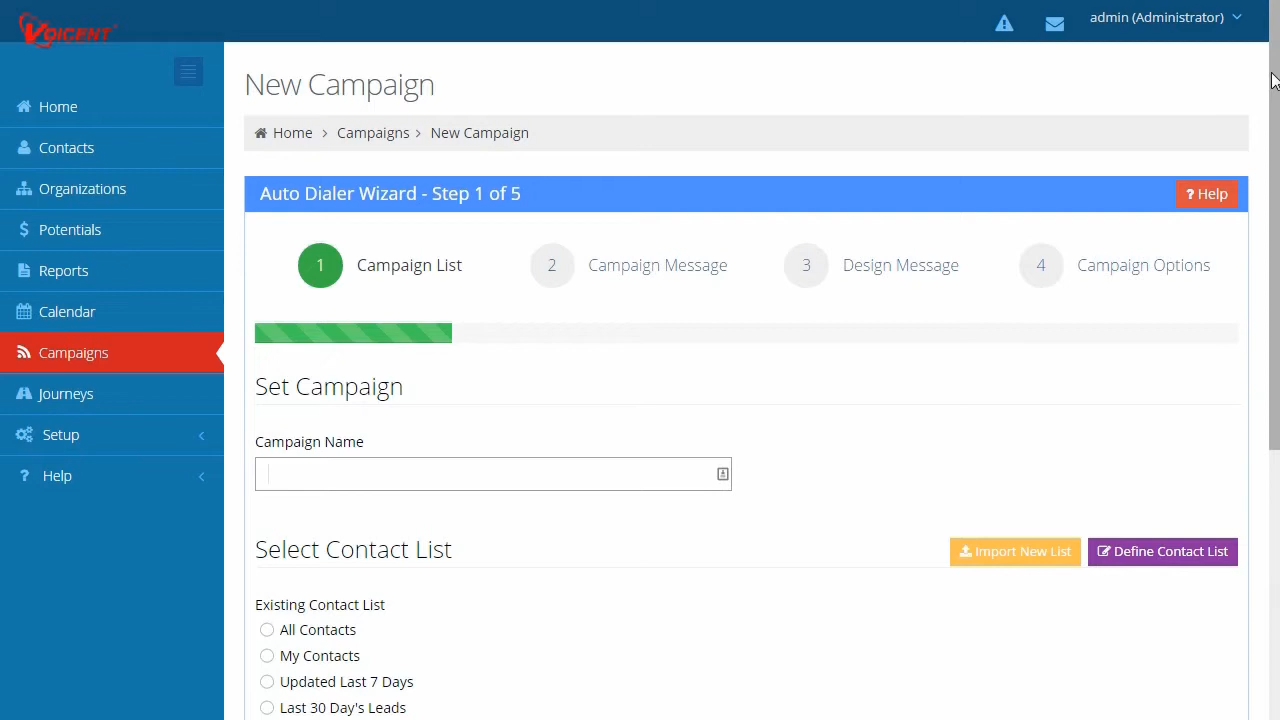 VOICENT
admin (Administrator)
Home
Contacts
Organizations
Potentials
Reports
Calendar
Campaigns
Journeys
Setup
Help
New Campaign
Home > Campaigns > New Campaign
Auto Dialer Wizard - Step 1 of 5
? Help
1 Campaign List
2 Campaign Message
3 Design Message
4 Campaign Options
Set Campaign
Campaign Name
Select Contact List
Import New List
Define Contact List
Existing Contact List
All Contacts
My Contacts
Updated Last 7 Days
Last 30 Day's Leads